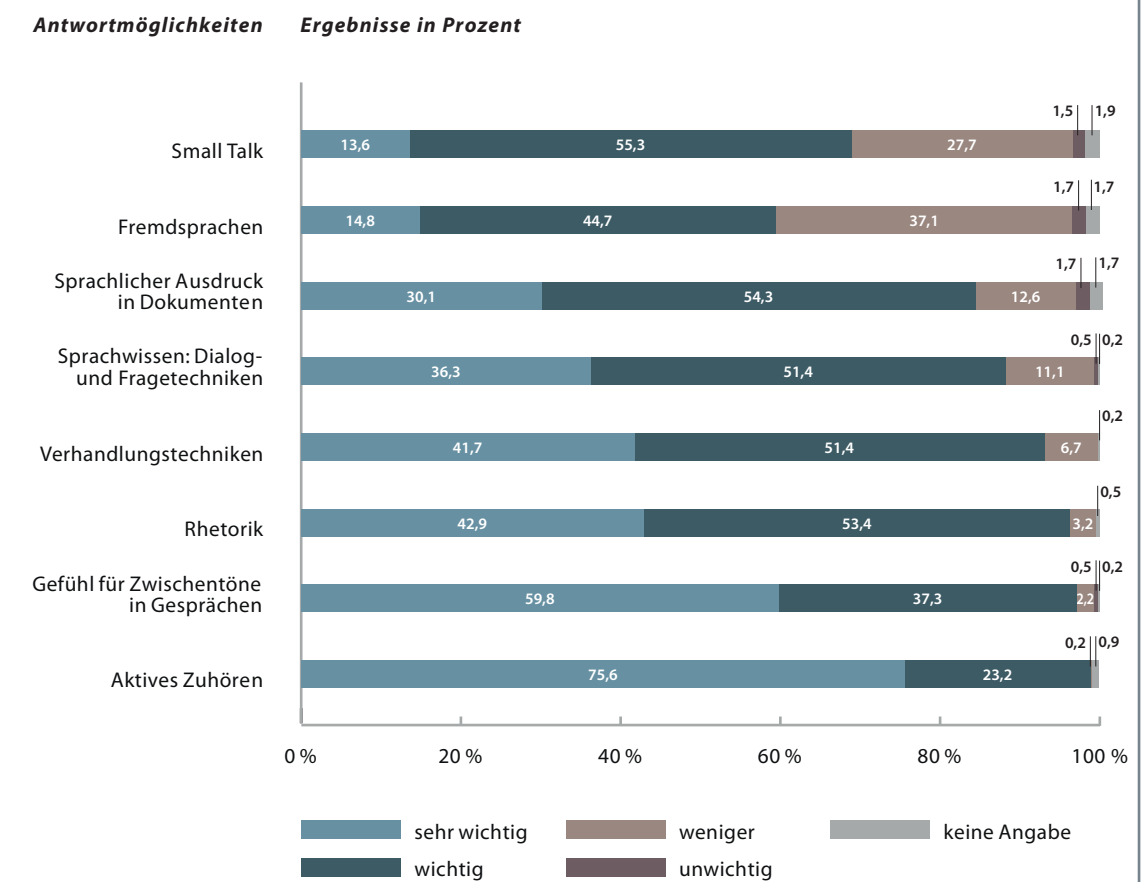 Antwortmöglichkeiten Ergebnisse in Prozent
1,5 1,9
Small Talk 13,6 55,3 27,7
1,7 1,7
Fremdsprachen 14,8 44,7 37,1
1,7 1,7
Sprachlicher Ausdruck
in Dokumenten 30,1 54,3 12,6
0,5 0,2
Sprachwissen: Dialog-
und Fragetechniken 36,3 51,4 11,1
0,2
Verhandlungstechniken 41,7 51,4 6,7
0,5
Rhetorik 42,9 53,4 3,2
0,5 0,2
Gefühl für Zwischentöne
in Gesprächen 59,8 37,3 2,2
0,2 0,9
Aktives Zuhören 75,6 23,2
0 % 20 % 40 % 60 % 80 % 100 %
sehr wichtig weniger keine Angabe
wichtig unwichtig